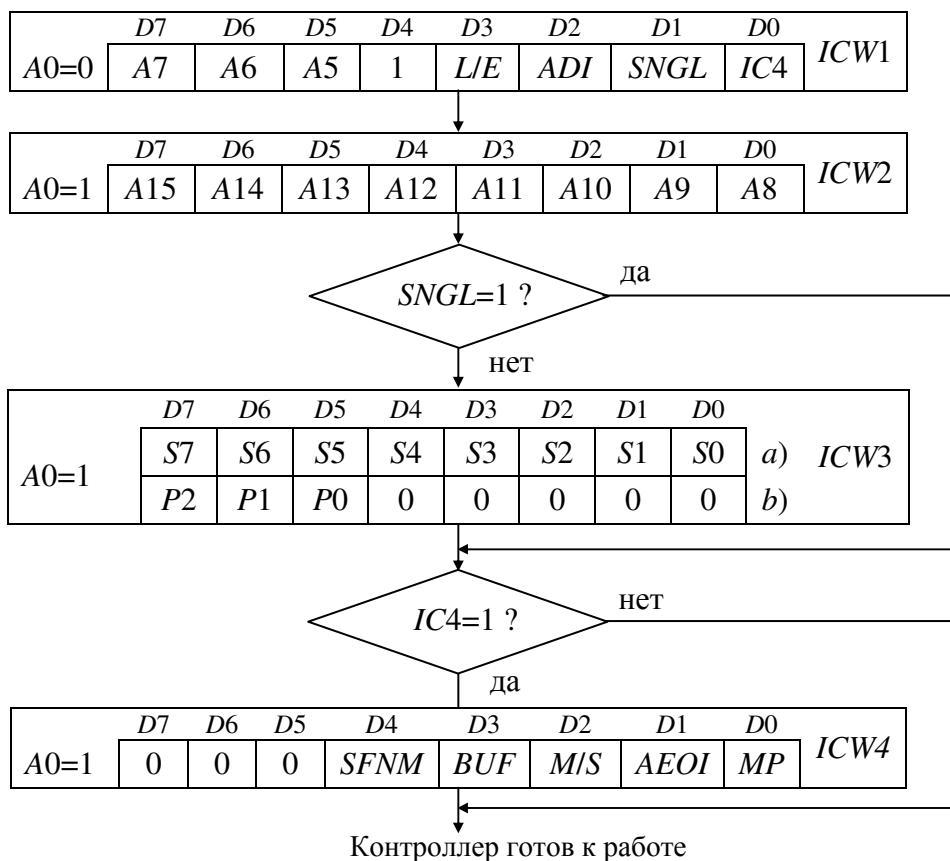 D7 D6 D5 D4 D3 D2 D1 D0
A0=0 A7 A6 A5 1 L/E ADI SNGL IC4 ICW1
D7 D6 D5 D4 D3 D2 D1 D0
A0=1 A15 A14 A13 A12 A11 A10 A9 A8 ICW2
да
SNGL=1 ?
нет
D7 D6 D5 D4 D3 D2 D1 D0
S7 S6 S5 S4 S3 S2 S1 S0 a) ICW3
A0=1
P2 P1 P0 0 0 0 0 0 b)
нет
IC4=1 ?
да
D7 D6 D5 D4 D3 D2 D1 D0
A0=1 0 0 0 SFNM BUF M/S AEOI MP ICW4
Контроллер готов к работе